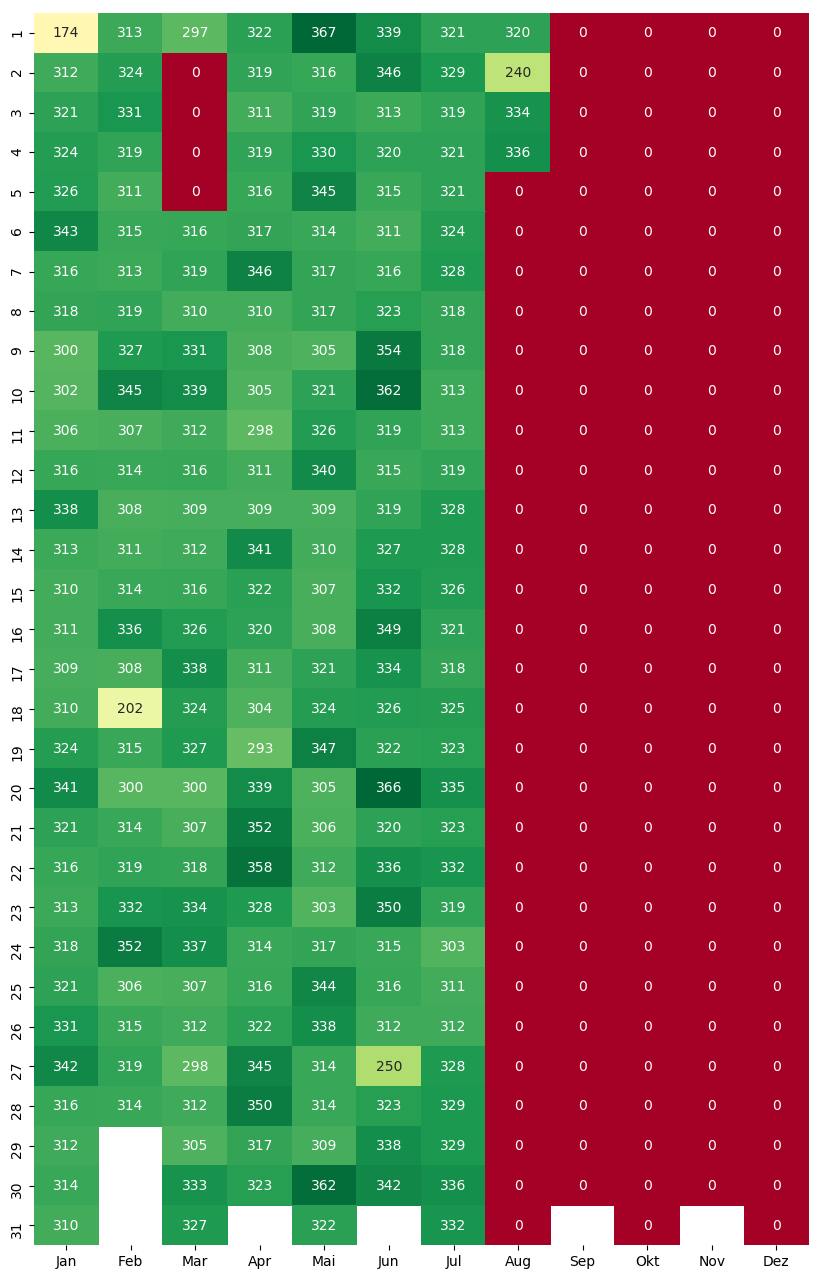 1 174 313 297 322 367 339 321 320 0 0 0 0
2 312 324 0 319 316 346 329 240 0 0 0 0
3 321 331 0 311 319 313 319 334 0 0 0 0
4 324 319 0 319 330 320 321 336 0 0 0 0
5 326 311 0 316 345 315 321 0 0 0 0 0
6 343 315 316 317 314 311 324 0 0 0 0 0
7 316 313 319 346 317 316 328 0 0 0 0 0
8 318 319 310 310 317 323 318 0 0 0 0 0
9 300 327 331 308 305 354 318 0 0 0 0 0
10 302 345 339 305 321 362 313 0 0 0 0 0
11 306 307 312 298 326 319 313 0 0 0 0 0
12 316 314 316 311 340 315 319 0 0 0 0 0
13 338 308 309 309 309 319 328 0 0 0 0 0
14 313 311 312 341 310 327 328 0 0 0 0 0
15 310 314 316 322 307 332 326 0 0 0 0 0
16 311 336 326 320 308 349 321 0 0 0 0 0
17 309 308 338 311 321 334 318 0 0 0 0 0
18 310 202 324 304 324 326 325 0 0 0 0 0
19 324 315 327 293 347 322 323 0 0 0 0 0
20 341 300 300 339 305 366 335 0 0 0 0 0
21 321 314 307 352 306 320 323 0 0 0 0 0
22 316 319 318 358 312 336 332 0 0 0 0 0
23 313 332 334 328 303 350 319 0 0 0 0 0
24 318 352 337 314 317 315 303 0 0 0 0 0
25 321 306 307 316 344 316 311 0 0 0 0 0
26 331 315 312 322 338 312 312 0 0 0 0 0
27 342 319 298 345 314 250 328 0 0 0 0 0
28 316 314 312 350 314 323 329 0 0 0 0 0
29 312 305 317 309 338 329 0 0 0 0 0
30 314 333 323 362 342 336 0 0 0 0 0
31 310 327 322 332 0 0 0
Jan Feb Mar Apr Mai Jun Jul Aug Sep Okt Nov Dez